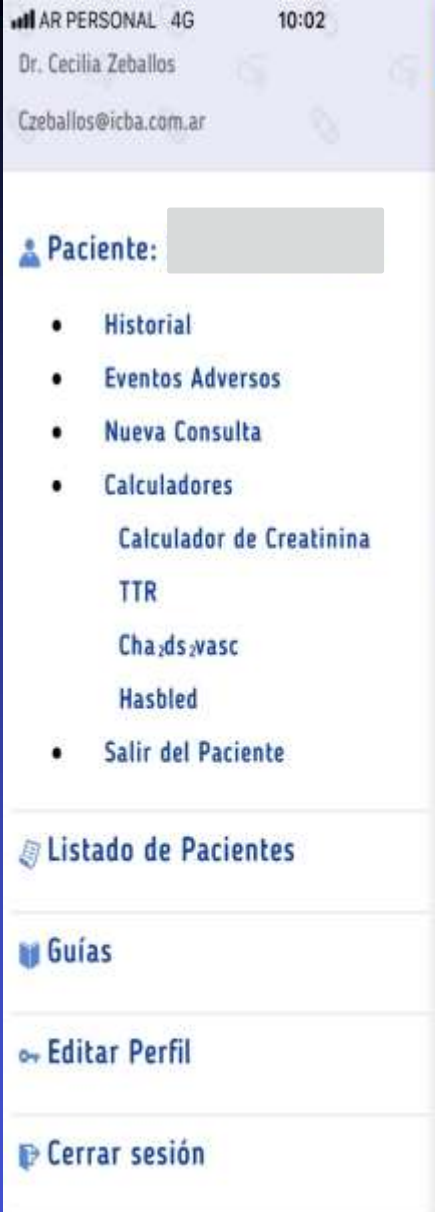 AR PERSONAL 4G 10:02
Dr. Cecilia Zeballos
Czeballos@icba.com.ar
Paciente:
• Historial
• Eventos Adversos
• Nueva Consulta
• Calculadores
Calculador de Creatinina
TTR
Cha₂ds₂vasc
Hasbled
• Salir del Paciente
Listado de Pacientes
Guías
Editar Perfil
Cerrar sesión